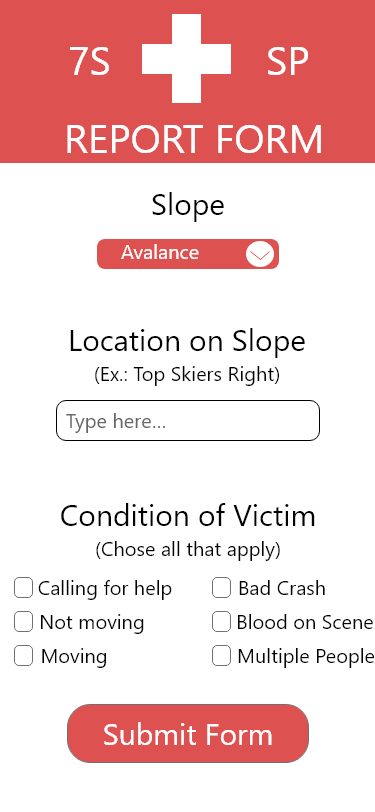 7S SP
REPORT FORM
Slope
Avalance
Location on Slope
(Ex.: Top Skiers Right)
Type here...
Condition of Victim
(Chose all that apply)
Calling for help Bad Crash
Not moving Blood on Scene
Moving Multiple People
Submit Form